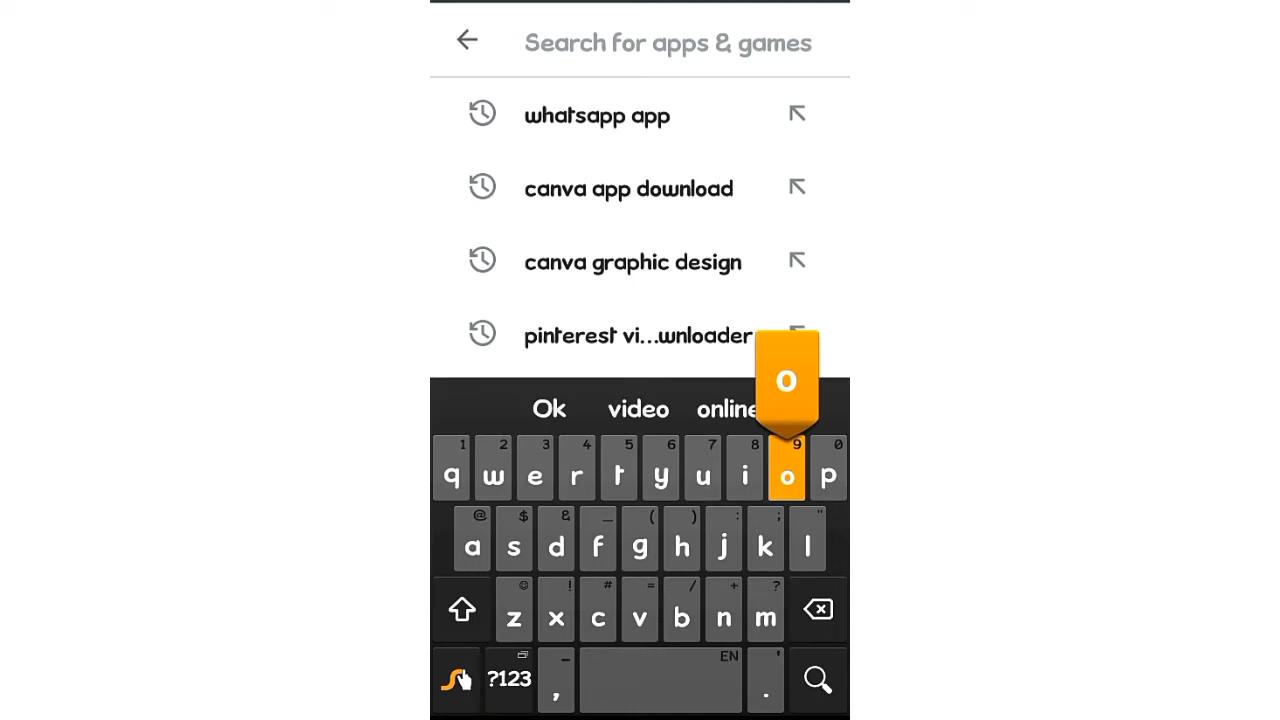 Search for apps & games
whatsapp app
canva app download
canva graphic design
pinterest vi...wnloader
o
Ok video online
1 2 3 4 5 6 7 8 9 0
q w e r t y u i o p
@ $ & _ ( ) : ; "
a s d f g h j k l
! # = / + ?
z x c v b n m
EN '
?123 , .